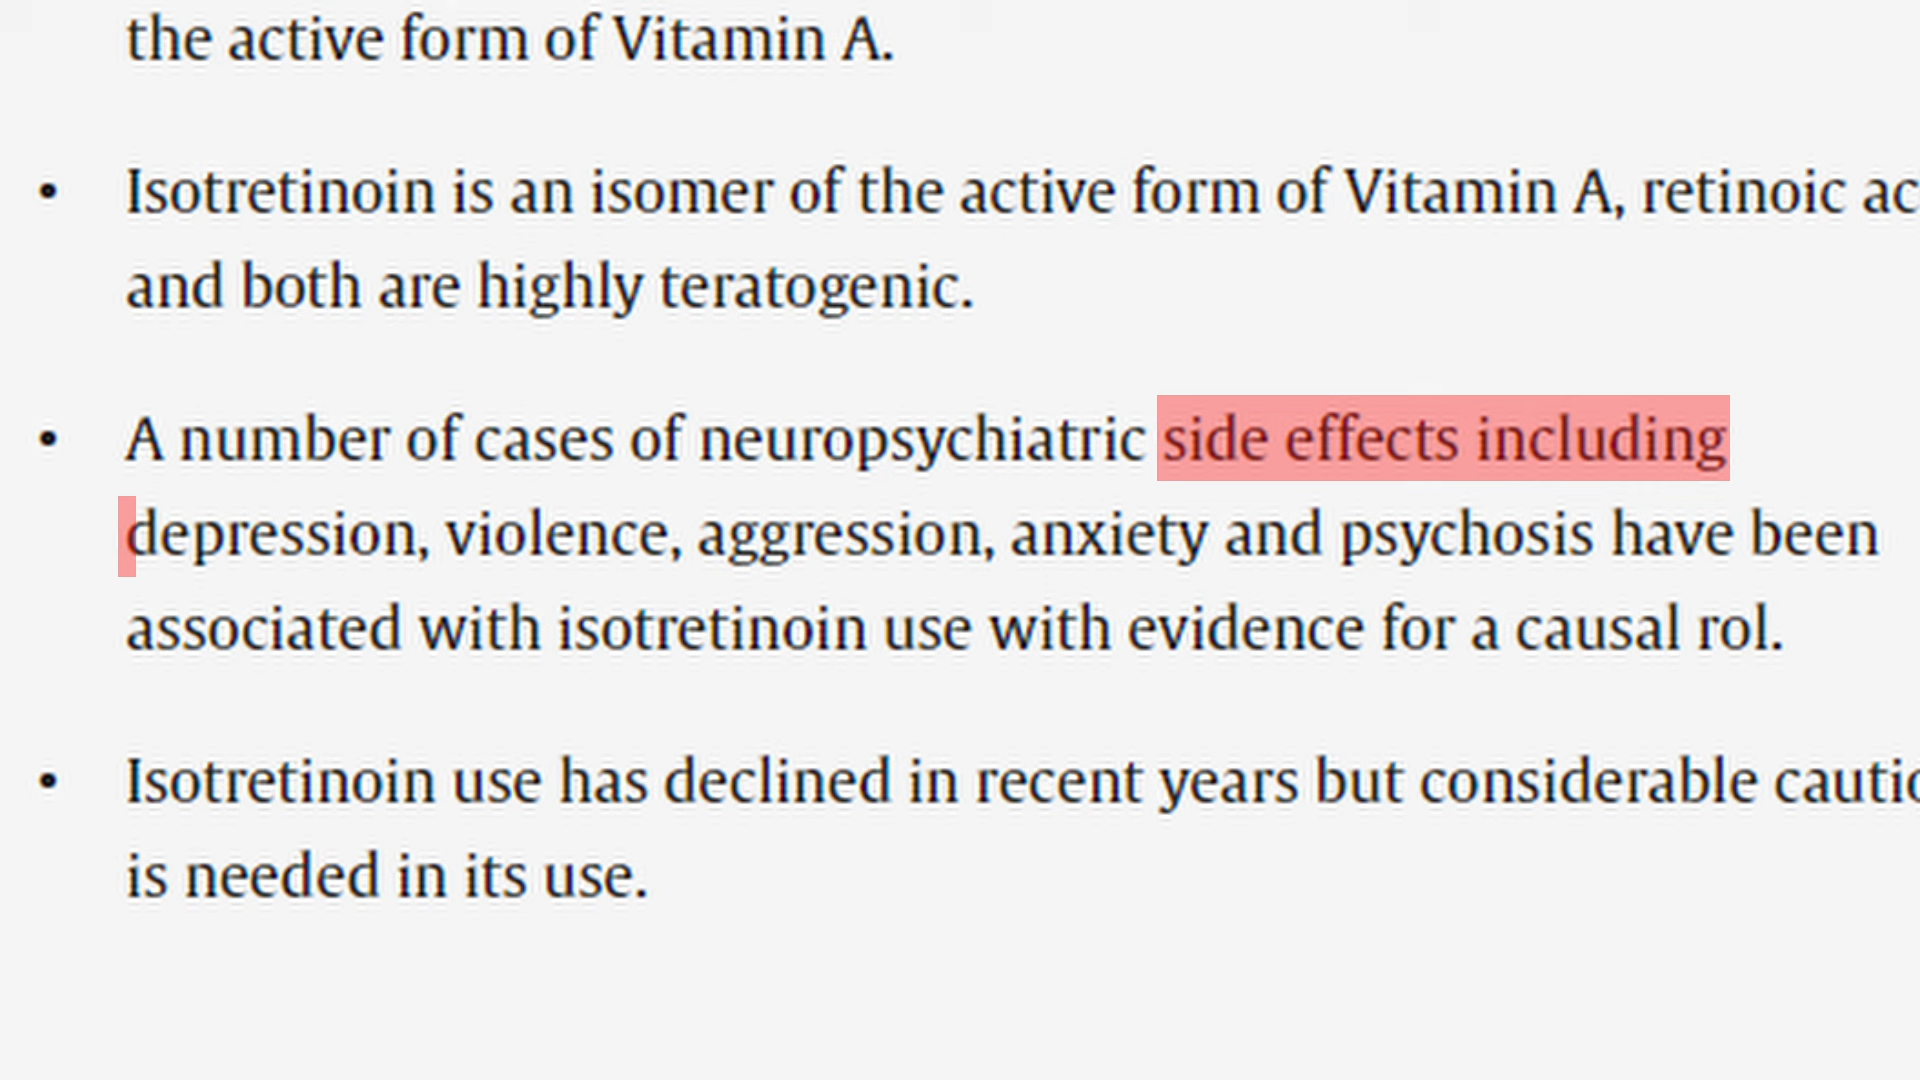 the active form of Vitamin A.
• Isotretinoin is an isomer of the active form of Vitamin A, retinoic ac
and both are highly teratogenic.
• A number of cases of neuropsychiatric side effects including
depression, violence, aggression, anxiety and psychosis have been
associated with isotretinoin use with evidence for a causal rol.
• Isotretinoin use has declined in recent years but considerable cautio
is needed in its use.